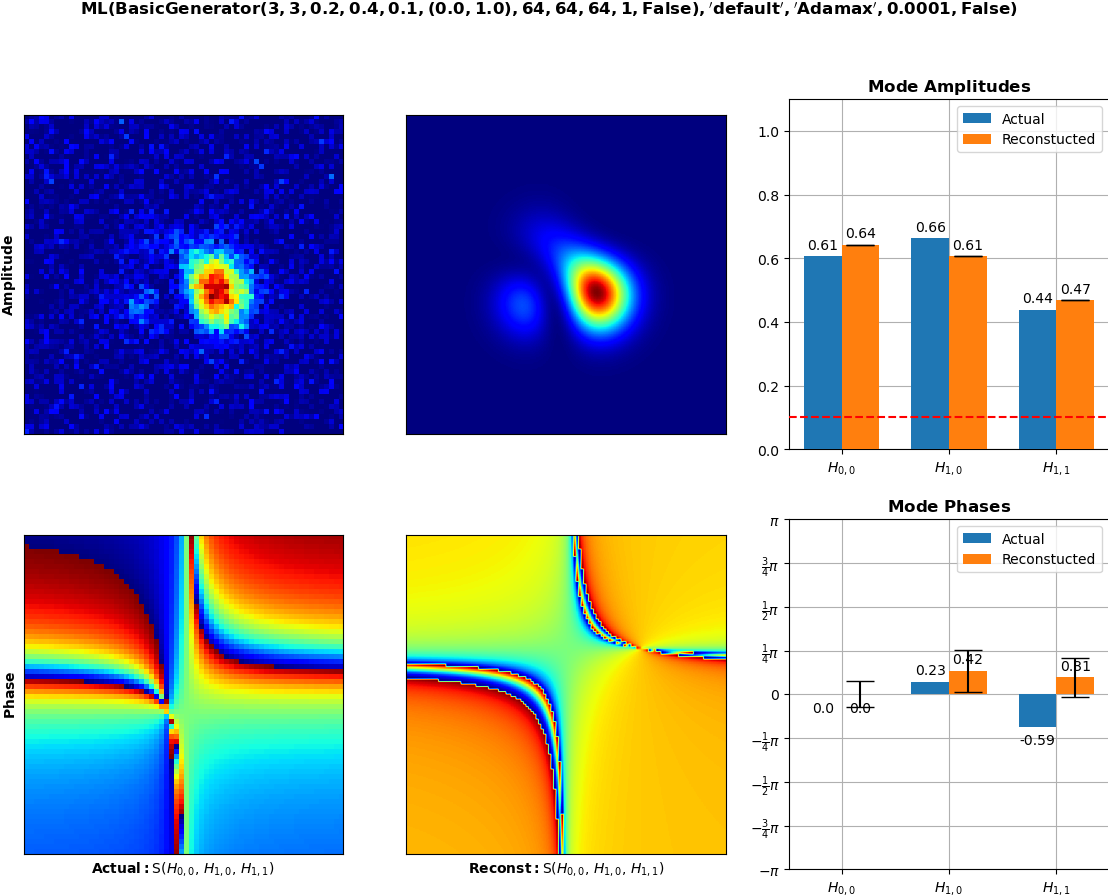 ML(BasicGenerator(3, 3, 0.2, 0.4, 0.1, (0.0, 1.0), 64, 64, 64, 1, False), 'default', 'Adamax', 0.0001, False)
Amplitude
Mode Amplitudes
Actual
Reconstucted
1.0
0.8
0.6
0.4
0.2
0.0
0.61
0.64
0.66
0.61
0.44
0.47
H0,0
H1,0
H1,1
Phase
Actual: S(H0,0, H1,0, H1,1)
Reconst: S(H0,0, H1,0, H1,1)
Mode Phases
Actual
Reconstucted
π
3/4π
1/2π
1/4π
0
−1/4π
−1/2π
−3/4π
−π
0.0
0.0
0.23
0.42
-0.59
0.31
H0,0
H1,0
H1,1